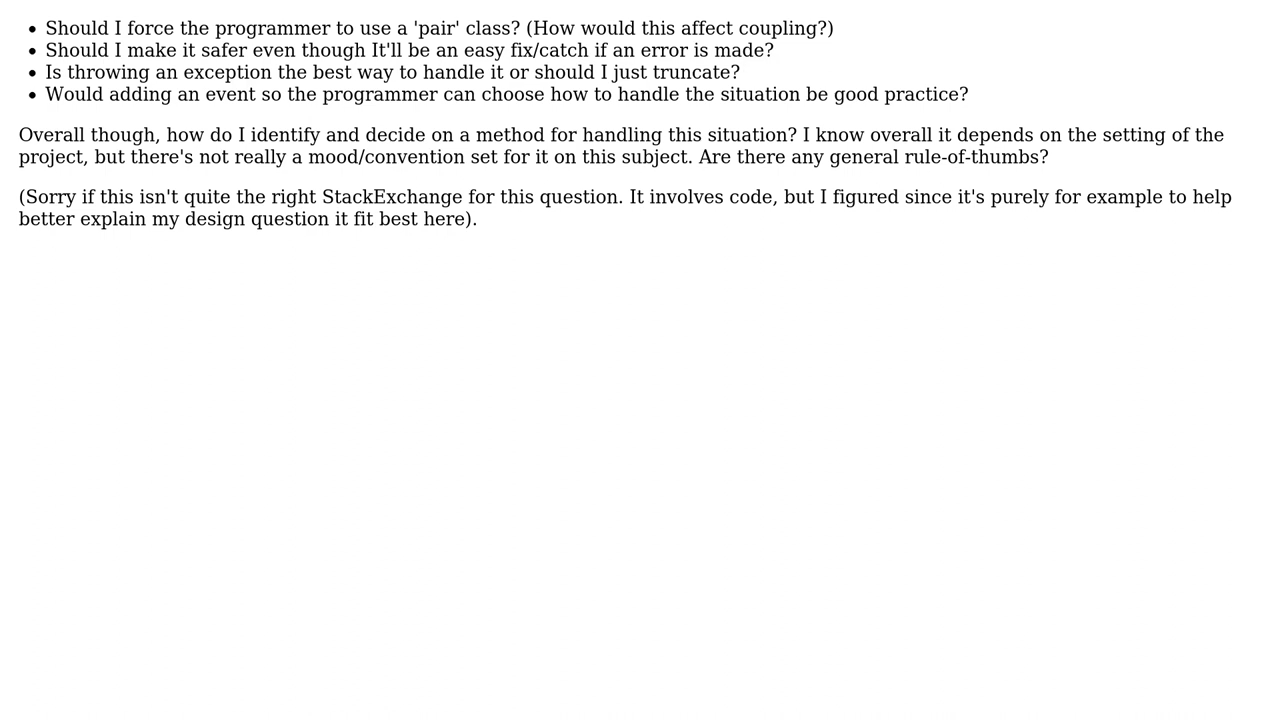 Should I force the programmer to use a 'pair' class? (How would this affect coupling?)
Should I make it safer even though It'll be an easy fix/catch if an error is made?
Is throwing an exception the best way to handle it or should I just truncate?
Would adding an event so the programmer can choose how to handle the situation be good practice?
Overall though, how do I identify and decide on a method for handling this situation? I know overall it depends on the setting of the
project, but there's not really a mood/convention set for it on this subject. Are there any general rule-of-thumbs?
(Sorry if this isn't quite the right StackExchange for this question. It involves code, but I figured since it's purely for example to help
better explain my design question it fit best here).